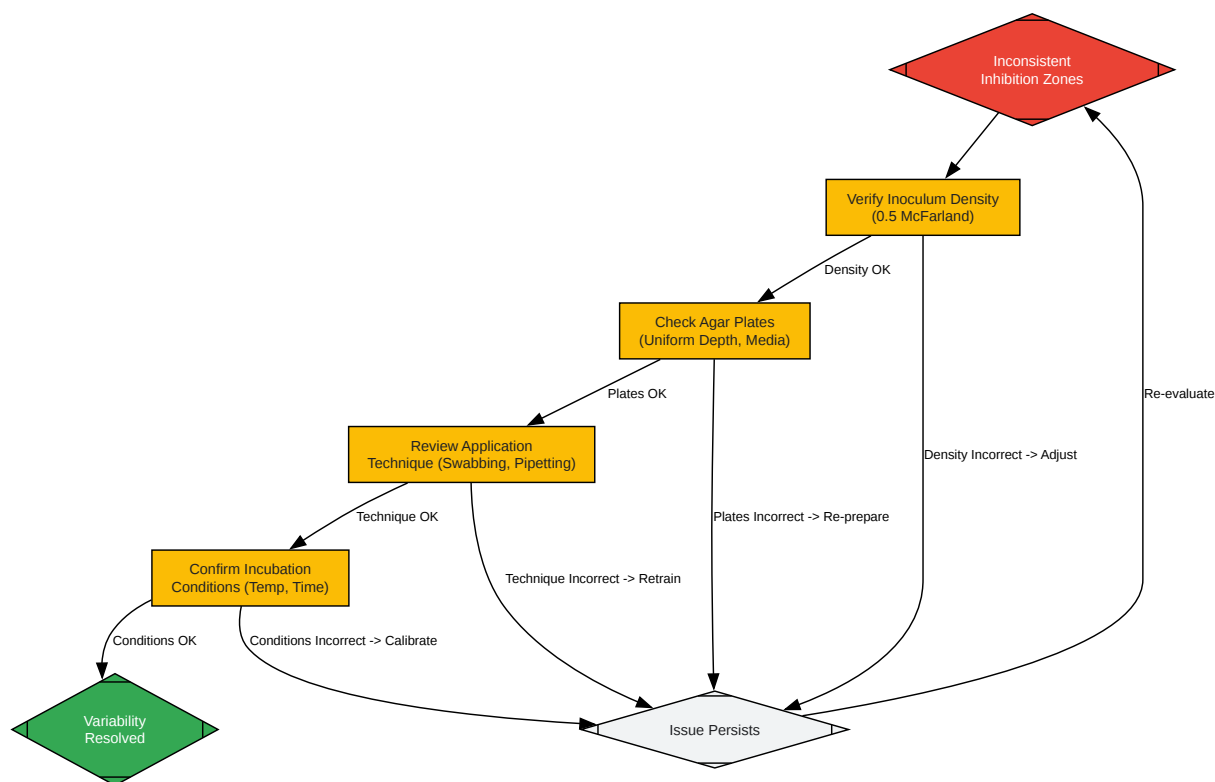 Inconsistent
Inhibition Zones
Verify Inoculum Density
(0.5 McFarland)
Density OK
Check Agar Plates
(Uniform Depth, Media)
Plates OK
Re-evaluate
Review Application
Technique (Swabbing, Pipetting)
Density Incorrect -> Adjust
Technique OK
Plates Incorrect -> Re-prepare
Confirm Incubation
Conditions (Temp, Time)
Technique Incorrect -> Retrain
Conditions OK
Conditions Incorrect -> Calibrate
Variability
Resolved
Issue Persists